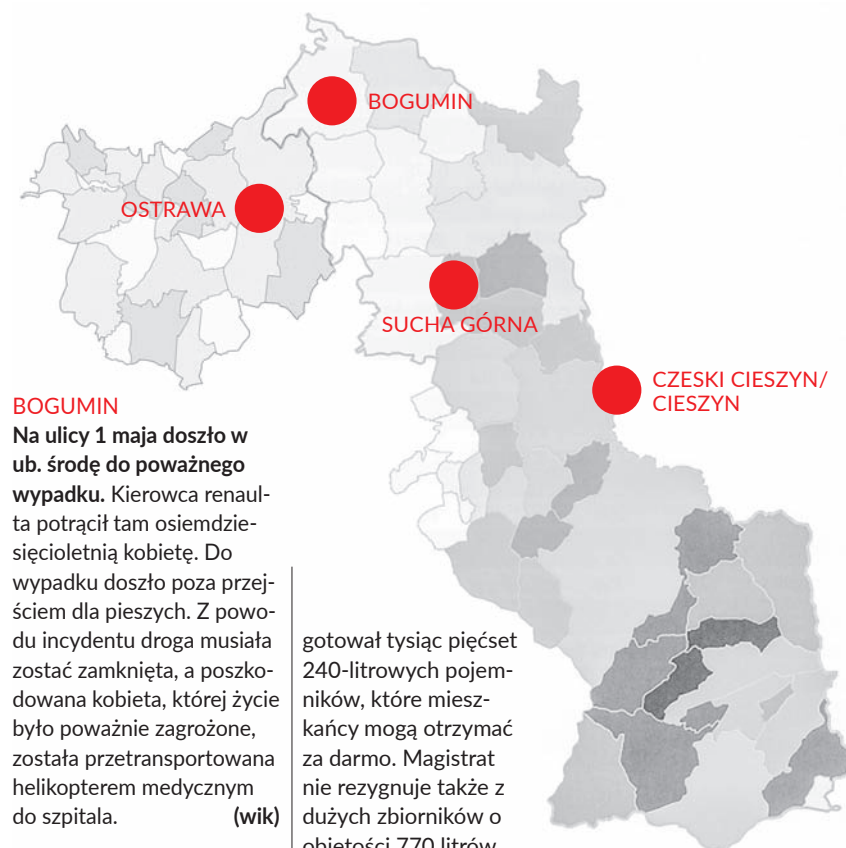 BOGUMIN
OSTRAWA
SUCHA GÓRNA
CZESKI CIESZYN/
CIESZYN
BOGUMIN
Na ulicy 1 maja doszło w
ub. środę do poważnego
wypadku. Kierowca renaul-
ta potrącił tam osiemdzie-
sięcioletnią kobietę. Do
wypadku doszło poza przej-
ściem dla pieszych. Z powo-
du incydentu droga musiała
zostać zamknięta, a poszko-
dowana kobieta, której życie
było poważnie zagrożone,
została przetransportowana
helikopterem medycznym
do szpitala. (wik)
gotował tysiąc pięćset
240-litrowych pojem-
ników, które miesz-
kańcy mogą otrzymać
za darmo. Magistrat
nie rezygnuje także z
dużych zbiorników o
objętości 770 litrów